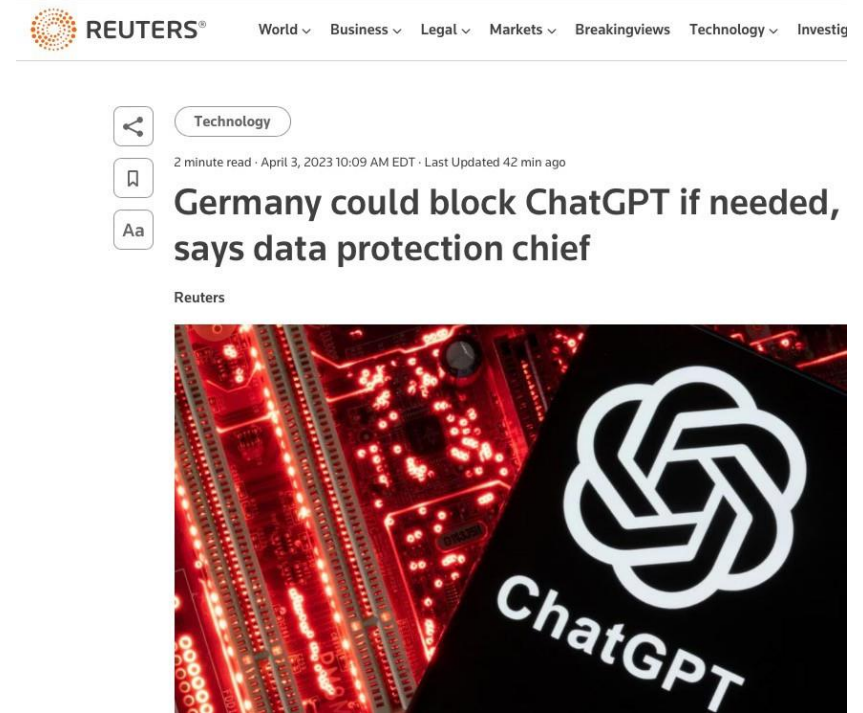 REUTERS®
World Business Legal Markets Breakingviews Technology Investig
Technology
2 minute read · April 3, 2023 10:09 AM EDT · Last Updated 42 min ago
Germany could block ChatGPT if needed,
says data protection chief
Aa
Reuters
ChatGPT